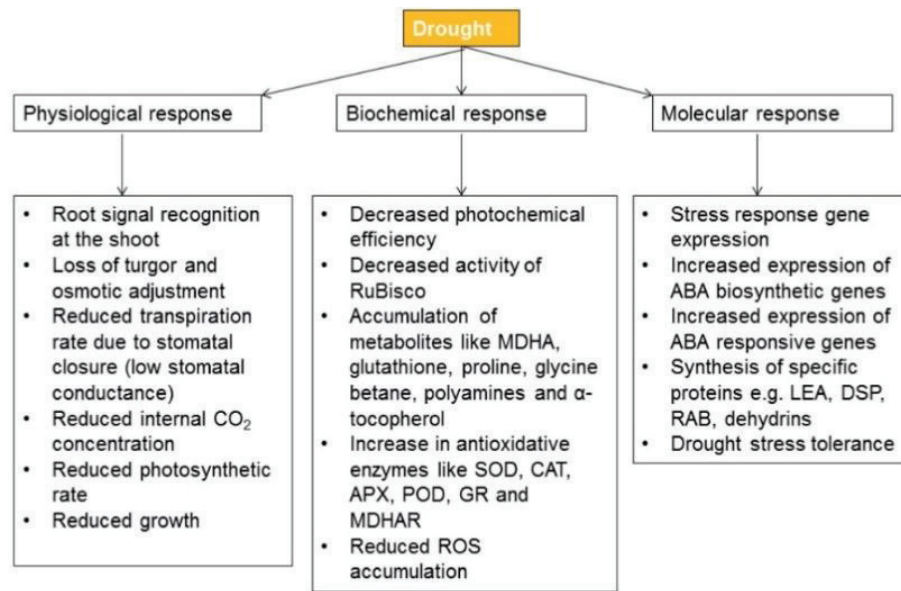 Drought
Physiological response
Biochemical response
Molecular response
• Root signal recognition
at the shoot
• Loss of turgor and
osmotic adjustment
• Reduced transpiration
rate due to stomatal
closure (low stomatal
conductance)
• Reduced internal CO₂
concentration
• Reduced photosynthetic
rate
• Reduced growth
• Decreased photochemical
efficiency
• Decreased activity of
RuBisco
• Accumulation of
metabolites like MDHA,
glutathione, proline, glycine
betane, polyamines and α-
tocopherol
• Increase in antioxidative
enzymes like SOD, CAT,
APX, POD, GR and
MDHAR
• Reduced ROS
accumulation
• Stress response gene
expression
• Increased expression of
ABA biosynthetic genes
• Increased expression of
ABA responsive genes
• Synthesis of specific
proteins e.g. LEA, DSP,
RAB, dehydrins
• Drought stress tolerance